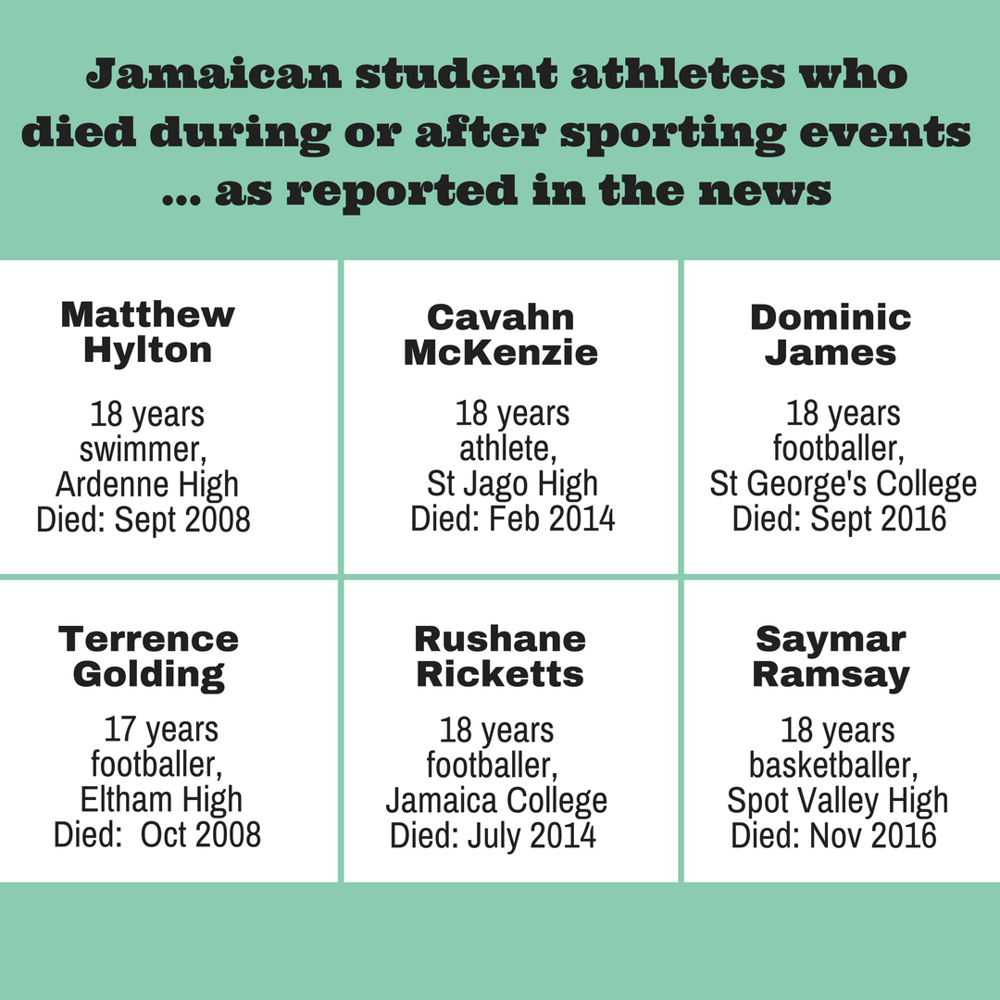 Jamaican student athletes who
died during or after sporting events
... as reported in the news
Matthew
Hylton
18 years
swimmer,
Ardenne High
Died: Sept 2008
Cavahn
McKenzie
18 years
athlete,
St Jago High
Died: Feb 2014
Dominic
James
18 years
footballer,
St George's College
Died: Sept 2016
Terrence
Golding
17 years
footballer,
Eltham High
Died: Oct 2008
Rushane
Ricketts
18 years
footballer,
Jamaica College
Died: July 2014
Saymar
Ramsay
18 years
basketballer,
Spot Valley High
Died: Nov 2016